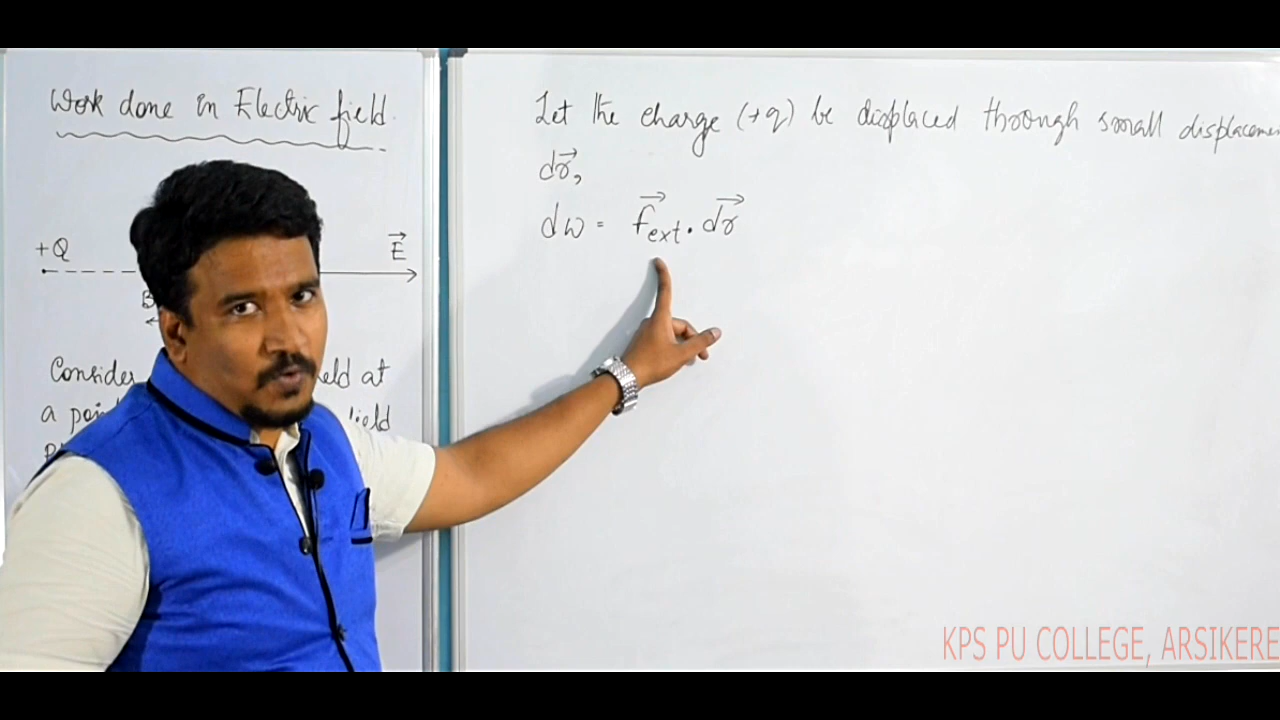 Work done in Electric field.
+Q
E
B
Consider eld at
a poi ield
Let the charge (+q) be displaced through small displacemen
dr,
dw = fext . dr
KPS PU COLLEGE, ARSIKERE